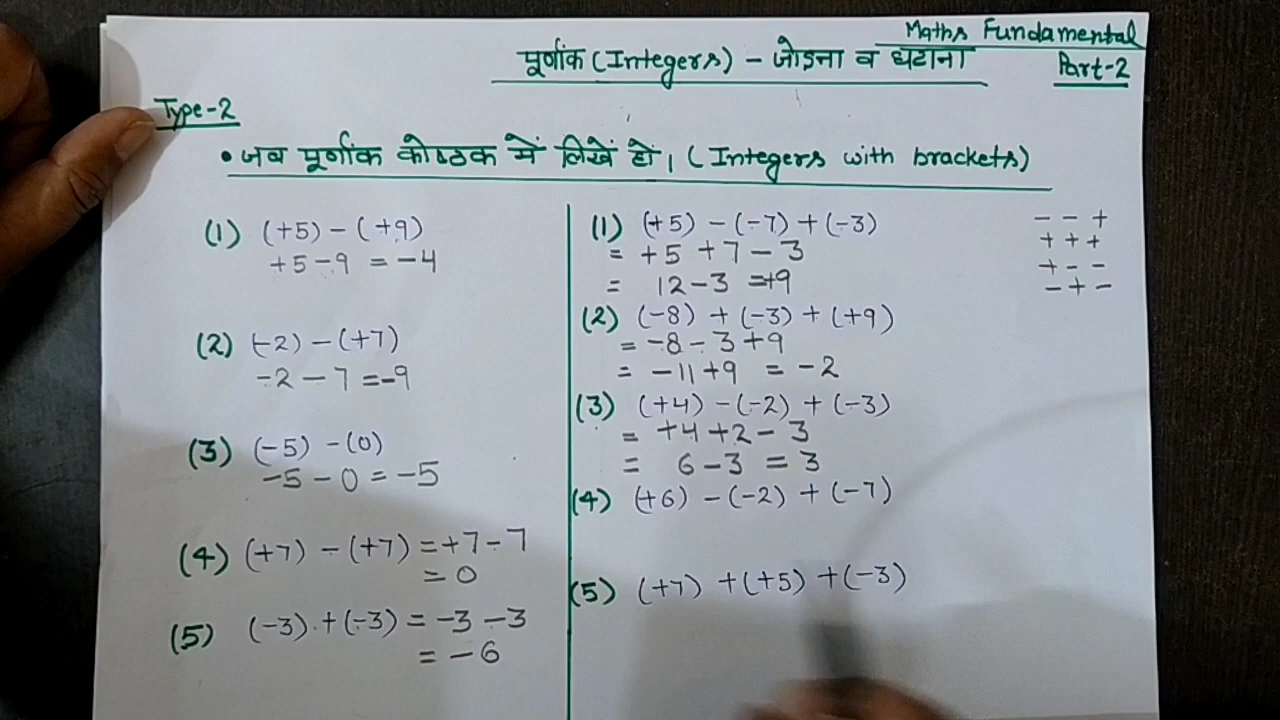 Maths Fundamental
पूर्णांक (Integers) - जोड़ना व घटाना
Part-2
Type-2
• जब पूर्णांक कोष्ठक में लिखें हो। (Integers with brackets)
(1) (+5) - (+9)
+5 - 9 = -4
(2) (-2) - (+7)
-2 - 7 = -9
(3) (-5) - (0)
-5 - 0 = -5
(4) (+7) - (+7) = +7 - 7
= 0
(5) (-3) + (-3) = -3 - 3
= -6
(1) (+5) - (-7) + (-3)
= +5 + 7 - 3
= 12 - 3 = +9
(2) (-8) + (-3) + (+9)
= -8 - 3 + 9
= -11 + 9 = -2
(3) (+4) - (-2) + (-3)
= +4 + 2 - 3
= 6 - 3 = 3
(4) (+6) - (-2) + (-7)
(5) (+7) + (+5) + (-3)
- - +
+ + +
+ - -
- + -